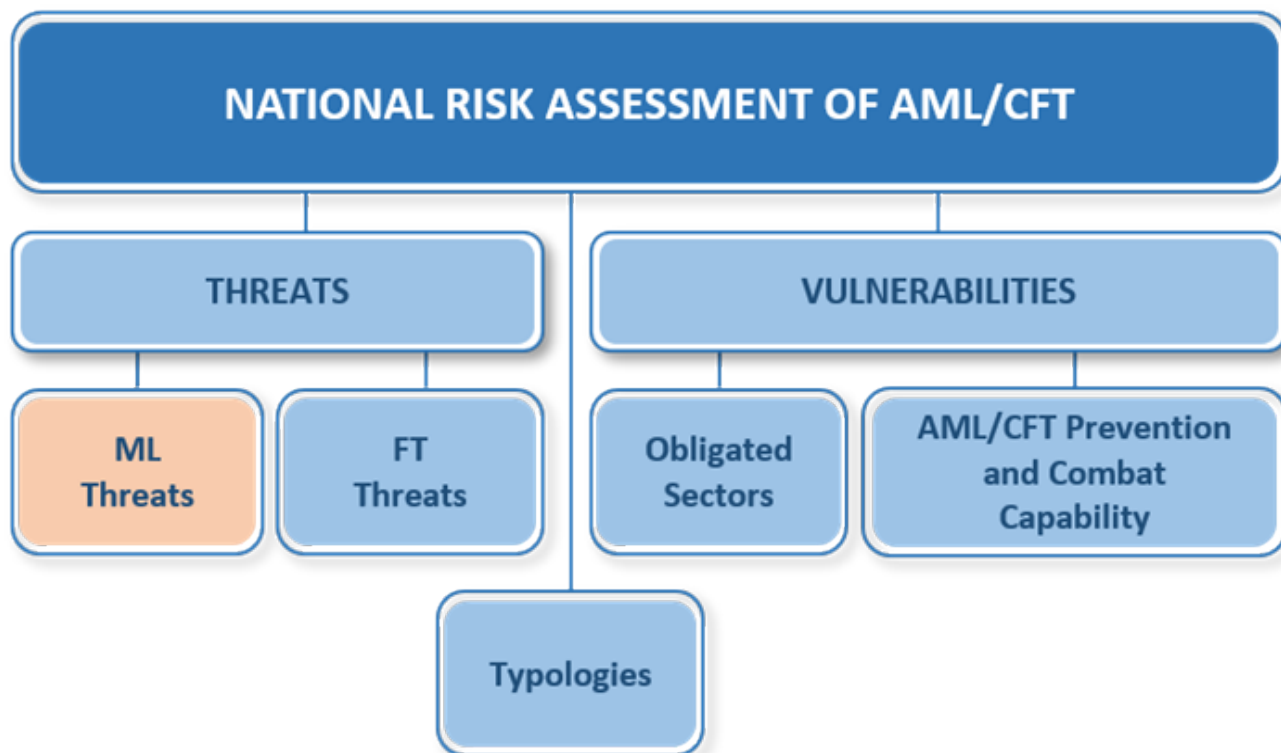 NATIONAL RISK ASSESSMENT OF AML/CFT
THREATS
VULNERABILITIES
ML
Threats
FT
Threats
Obligated
Sectors
AML/CFT Prevention
and Combat
Capability
Typologies